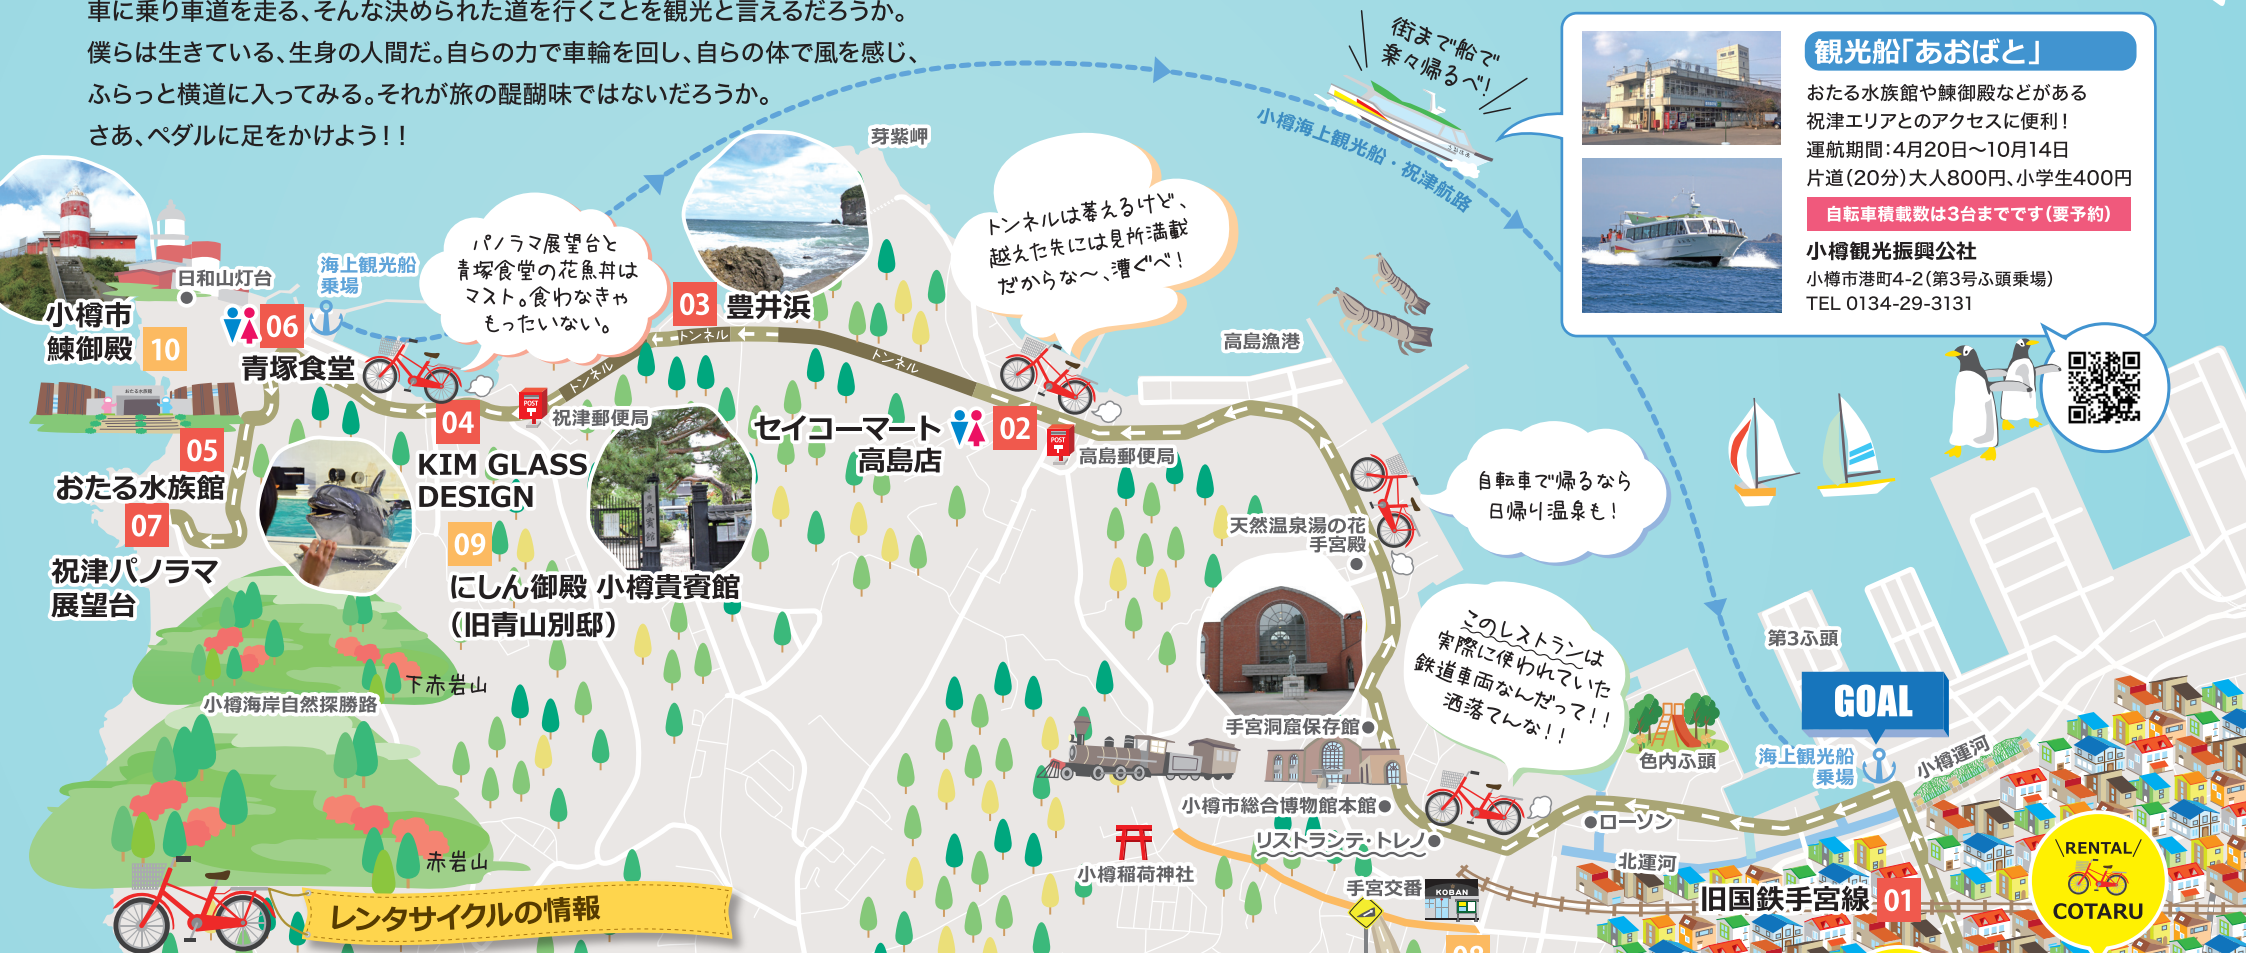 車に乗り車道を走る、そんな決められた道を行くことを観光と言えるだろうか。
僕らは生きている、生身の人間だ。自らの力で車輪を回し、自らの体で風を感じ、
ふらっと横道に入ってみる。それが旅の醍醐味ではないだろうか。
さあ、ペダルに足をかけよう！！
街まで船で
楽々帰るべ！
小樽海上観光船・祝津航路
観光船「あおばと」
おたる水族館や鰊御殿などがある
祝津エリアとのアクセスに便利！
運航期間：4月20日〜10月14日
片道（20分）大人800円、小学生400円
自転車積載数は3台までです（要予約）
小樽観光振興公社
小樽市港町4-2（第3号ふ頭乗場）
TEL 0134-29-3131
芽紫岬
日和山灯台
海上観光船
乗場
小樽市
鰊御殿
10
06
青塚食堂
パノラマ展望台と
青塚食堂の花魚丼は
マスト。食わなきゃ
もったいない。
03
豊井浜
トンネルは萎えるけど、
越えた先には見所満載
だからな〜、漕ぐべ！
トンネル
トンネル
トンネル
高島漁港
おたる水族館
POST
祝津郵便局
04
KIM GLASS
DESIGN
05
おたる水族館
07
祝津パノラマ
展望台
09
にしん御殿 小樽貴賓館
（旧青山別邸）
セイコーマート
高島店
02
POST
高島郵便局
自転車で帰るなら
日帰り温泉も！
天然温泉湯の花
手宮殿
このレストランは
実際に使われていた
鉄道車両なんだって！！
洒落てんな！！
下赤岩山
小樽海岸自然探勝路
赤岩山
手宮洞窟保存館
小樽市総合博物館本館
リストランテ・トレノ
小樽稲荷神社
手宮交番
KOBAN
08
ローソン
北運河
色内ふ頭
第3ふ頭
GOAL
海上観光船
乗場
小樽運河
旧国鉄手宮線
01
\RENTAL/
COTARU
レンタサイクルの情報